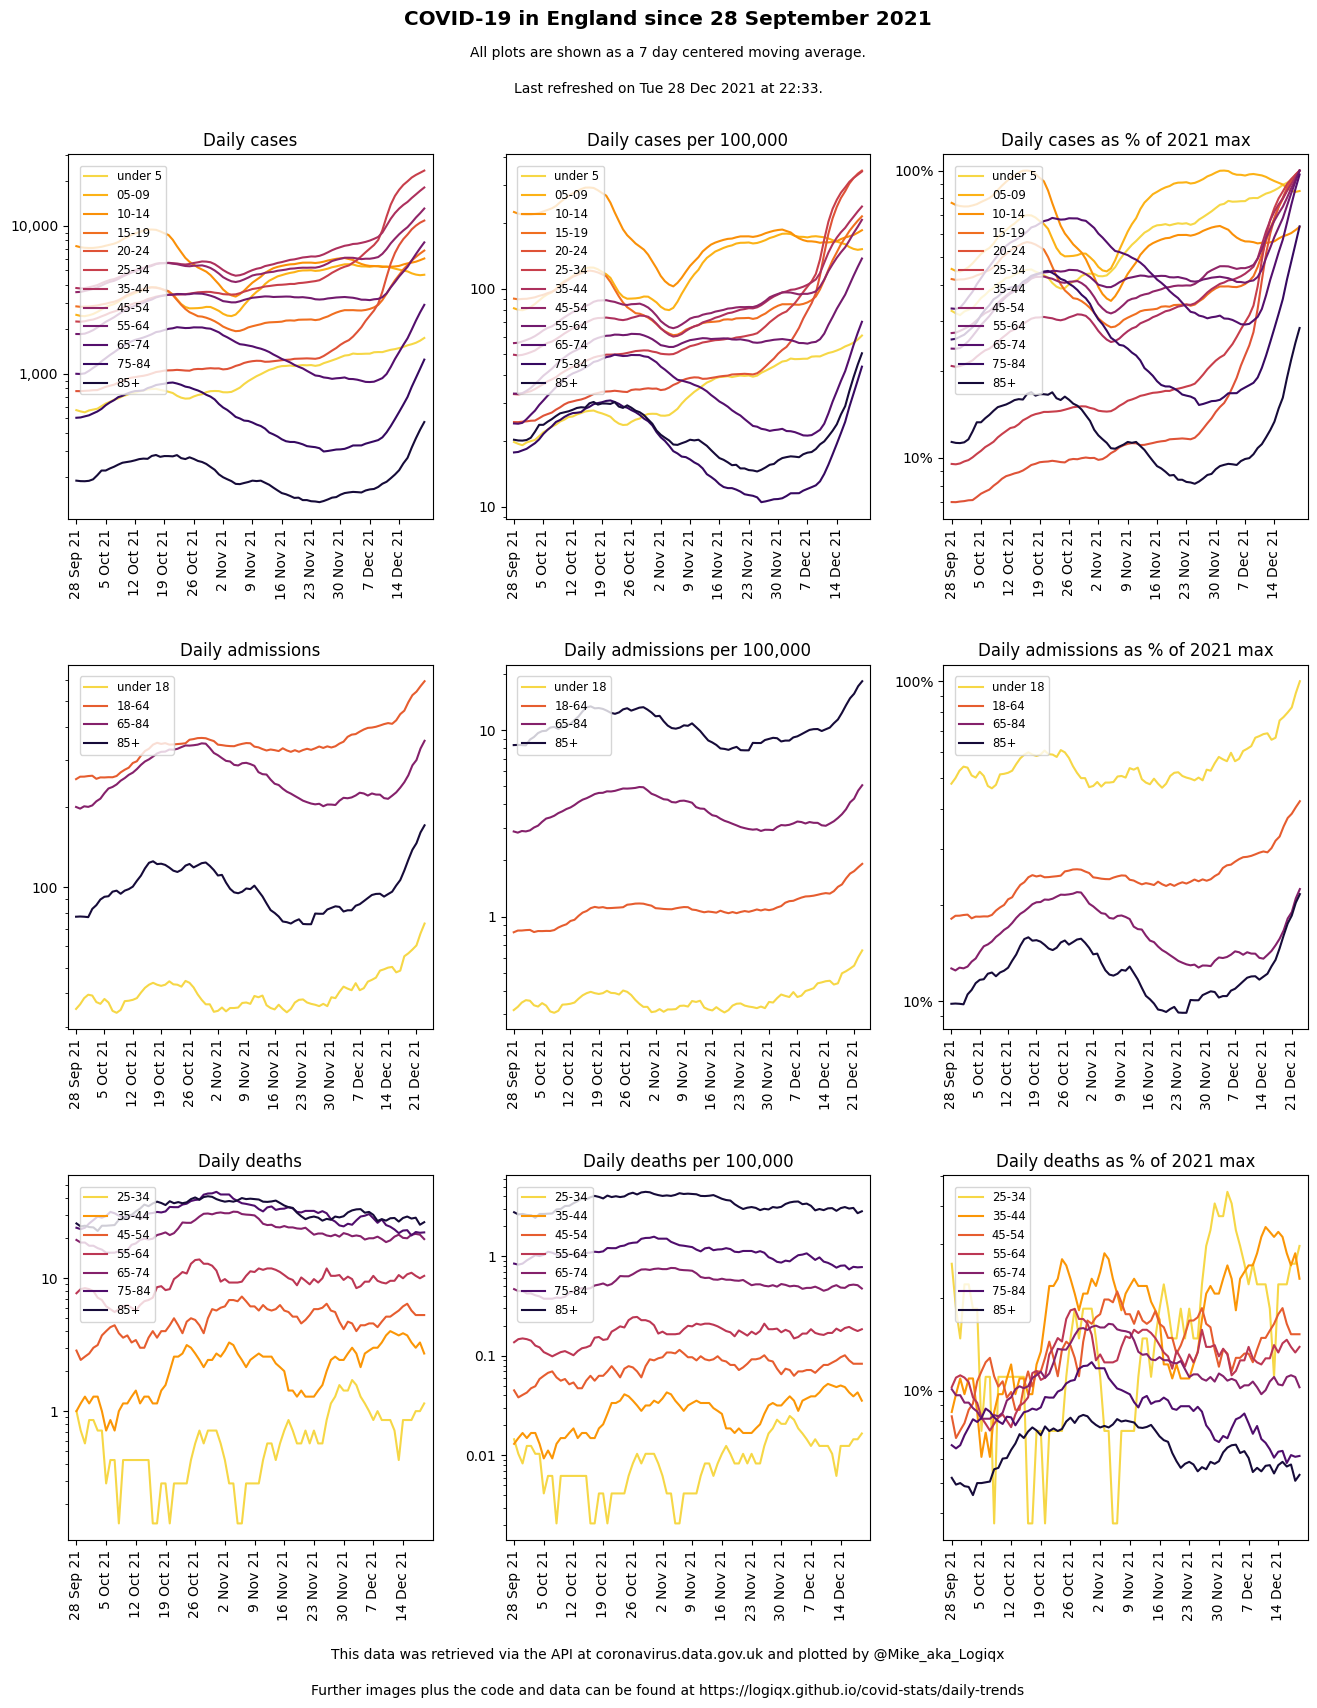 COVID-19 in England since 28 September 2021
All plots are shown as a 7 day centered moving average.
Last refreshed on Tue 28 Dec 2021 at 22:33.
Daily cases
10,000
1,000
under 5
05-09
10-14
15-19
20-24
25-34
35-44
45-54
55-64
65-74
75-84
85+
28 Sep 21
5 Oct 21
12 Oct 21
19 Oct 21
26 Oct 21
2 Nov 21
9 Nov 21
16 Nov 21
23 Nov 21
30 Nov 21
7 Dec 21
14 Dec 21
Daily cases per 100,000
100
10
under 5
05-09
10-14
15-19
20-24
25-34
35-44
45-54
55-64
65-74
75-84
85+
28 Sep 21
5 Oct 21
12 Oct 21
19 Oct 21
26 Oct 21
2 Nov 21
9 Nov 21
16 Nov 21
23 Nov 21
30 Nov 21
7 Dec 21
14 Dec 21
Daily cases as % of 2021 max
100%
10%
under 5
05-09
10-14
15-19
20-24
25-34
35-44
45-54
55-64
65-74
75-84
85+
28 Sep 21
5 Oct 21
12 Oct 21
19 Oct 21
26 Oct 21
2 Nov 21
9 Nov 21
16 Nov 21
23 Nov 21
30 Nov 21
7 Dec 21
14 Dec 21
Daily admissions
100
under 18
18-64
65-84
85+
28 Sep 21
5 Oct 21
12 Oct 21
19 Oct 21
26 Oct 21
2 Nov 21
9 Nov 21
16 Nov 21
23 Nov 21
30 Nov 21
7 Dec 21
14 Dec 21
21 Dec 21
Daily admissions per 100,000
10
1
under 18
18-64
65-84
85+
28 Sep 21
5 Oct 21
12 Oct 21
19 Oct 21
26 Oct 21
2 Nov 21
9 Nov 21
16 Nov 21
23 Nov 21
30 Nov 21
7 Dec 21
14 Dec 21
21 Dec 21
Daily admissions as % of 2021 max
100%
10%
under 18
18-64
65-84
85+
28 Sep 21
5 Oct 21
12 Oct 21
19 Oct 21
26 Oct 21
2 Nov 21
9 Nov 21
16 Nov 21
23 Nov 21
30 Nov 21
7 Dec 21
14 Dec 21
21 Dec 21
Daily deaths
10
1
25-34
35-44
45-54
55-64
65-74
75-84
85+
28 Sep 21
5 Oct 21
12 Oct 21
19 Oct 21
26 Oct 21
2 Nov 21
9 Nov 21
16 Nov 21
23 Nov 21
30 Nov 21
7 Dec 21
14 Dec 21
Daily deaths per 100,000
1
0.1
0.01
25-34
35-44
45-54
55-64
65-74
75-84
85+
28 Sep 21
5 Oct 21
12 Oct 21
19 Oct 21
26 Oct 21
2 Nov 21
9 Nov 21
16 Nov 21
23 Nov 21
30 Nov 21
7 Dec 21
14 Dec 21
Daily deaths as % of 2021 max
10%
25-34
35-44
45-54
55-64
65-74
75-84
85+
28 Sep 21
5 Oct 21
12 Oct 21
19 Oct 21
26 Oct 21
2 Nov 21
9 Nov 21
16 Nov 21
23 Nov 21
30 Nov 21
7 Dec 21
14 Dec 21
This data was retrieved via the API at coronavirus.data.gov.uk and plotted by @Mike_aka_Logiqx
Further images plus the code and data can be found at https://logiqx.github.io/covid-stats/daily-trends